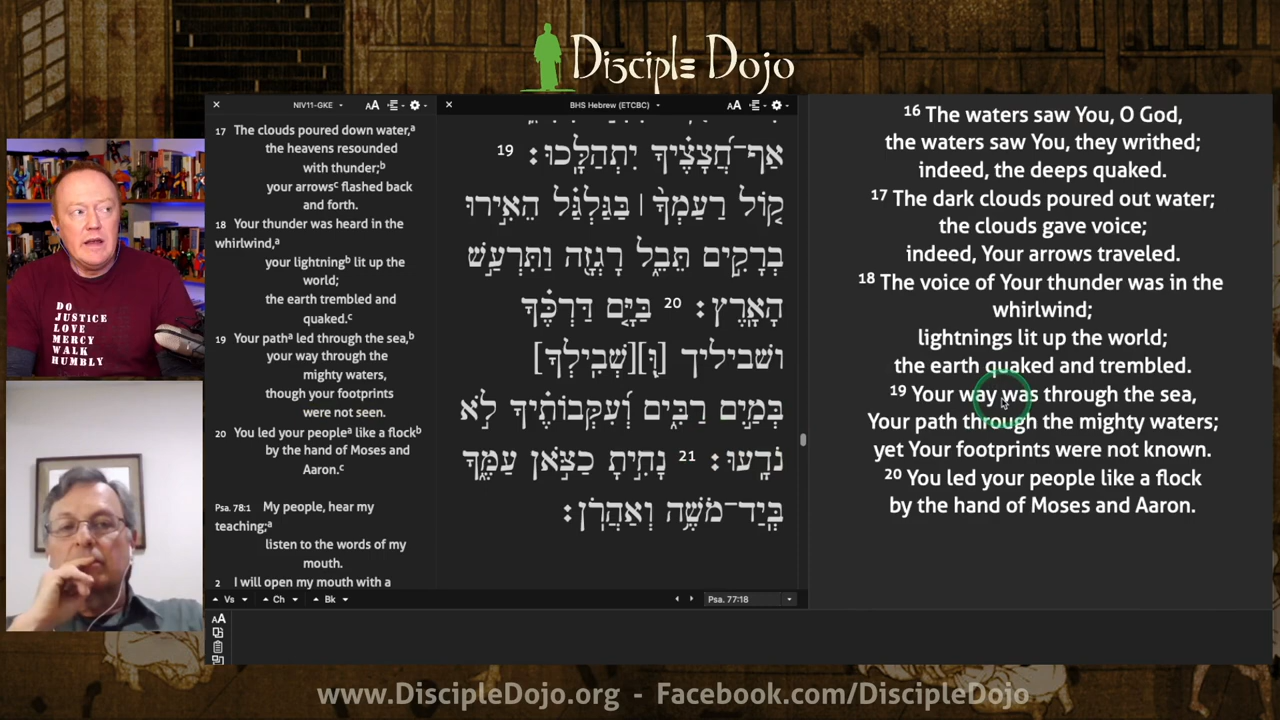 Disciple Dojo
DO
JUSTICE
LOVE
MERCY
WALK
HUMBLY
NIV11-GKE
17 The clouds poured down water,ᵃ
the heavens resounded
with thunder;ᵇ
your arrowsᶜ flashed back
and forth.
18 Your thunder was heard in the
whirlwind,ᵃ
your lightningᵇ lit up the
world;
the earth trembled and
quaked.ᶜ
19 Your pathᵃ led through the sea,ᵇ
your way through the
mighty waters,
though your footprints
were not seen.
20 You led your peopleᵃ like a flockᵇ
by the hand of Moses and
Aaron.ᶜ
Psa. 78:1 My people, hear my
teaching;ᵃ
listen to the words of my
mouth.
2 I will open my mouth with a
Vs Ch Bk
BHS Hebrew (ETCBC)
אַף־חֲ֝צָצֶ֗יךָ יִתְהַלָּֽכוּ׃ 19
ק֤וֹל רַעַמְךָ֨ ׀ בַּגַּלְגַּ֗ל הֵאִ֣ירוּ
בְרָקִ֣ים תֵּבֵ֑ל רָגְזָ֖ה וַתִּרְעַ֣שׁ
הָאָֽרֶץ׃ 20 בַּיָּ֤ם דַּרְכֶּ֗ךָ
ושביליך [וּ֭][שְׁבִֽילְךָ]
בְּמַ֣יִם רַבִּ֑ים וְ֝עִקְּבוֹתֶ֗יךָ לֹ֣א
נֹדָֽעוּ׃ 21 נָחִ֣יתָ כַצֹּ֣אן עַמֶּ֑ךָ
בְּֽיַד־מֹשֶׁ֥ה וְאַהֲרֹֽן׃
Psa. 77:18
16 The waters saw You, O God,
the waters saw You, they writhed;
indeed, the deeps quaked.
17 The dark clouds poured out water;
the clouds gave voice;
indeed, Your arrows traveled.
18 The voice of Your thunder was in the
whirlwind;
lightnings lit up the world;
the earth quaked and trembled.
19 Your way was through the sea,
Your path through the mighty waters;
yet Your footprints were not known.
20 You led your people like a flock
by the hand of Moses and Aaron.
www.DiscipleDojo.org - Facebook.com/DiscipleDojo